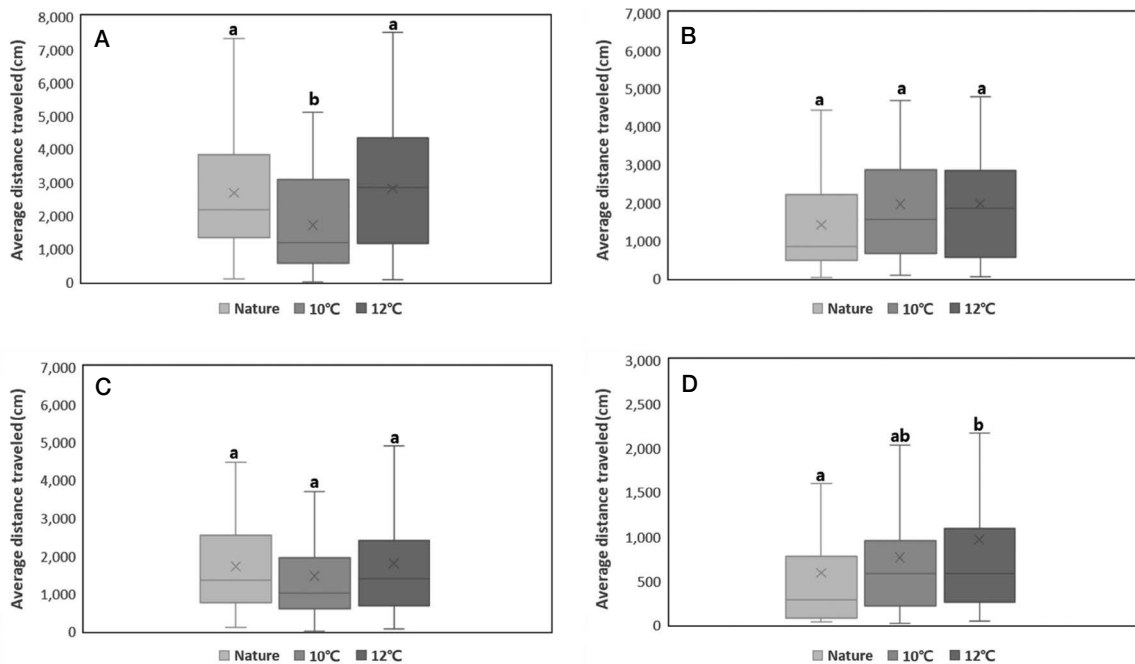 A
Average distance traveled(cm)
8,000
7,000
6,000
5,000
4,000
3,000
2,000
1,000
0
a
b
a
Nature 10℃ 12℃
B
Average distance traveled(cm)
7,000
6,000
5,000
4,000
3,000
2,000
1,000
0
a
a
a
Nature 10℃ 12℃
C
Average distance traveled(cm)
7,000
6,000
5,000
4,000
3,000
2,000
1,000
0
a
a
a
Nature 10℃ 12℃
D
Average distance traveled(cm)
3,000
2,500
2,000
1,500
1,000
500
0
a
ab
b
Nature 10℃ 12℃